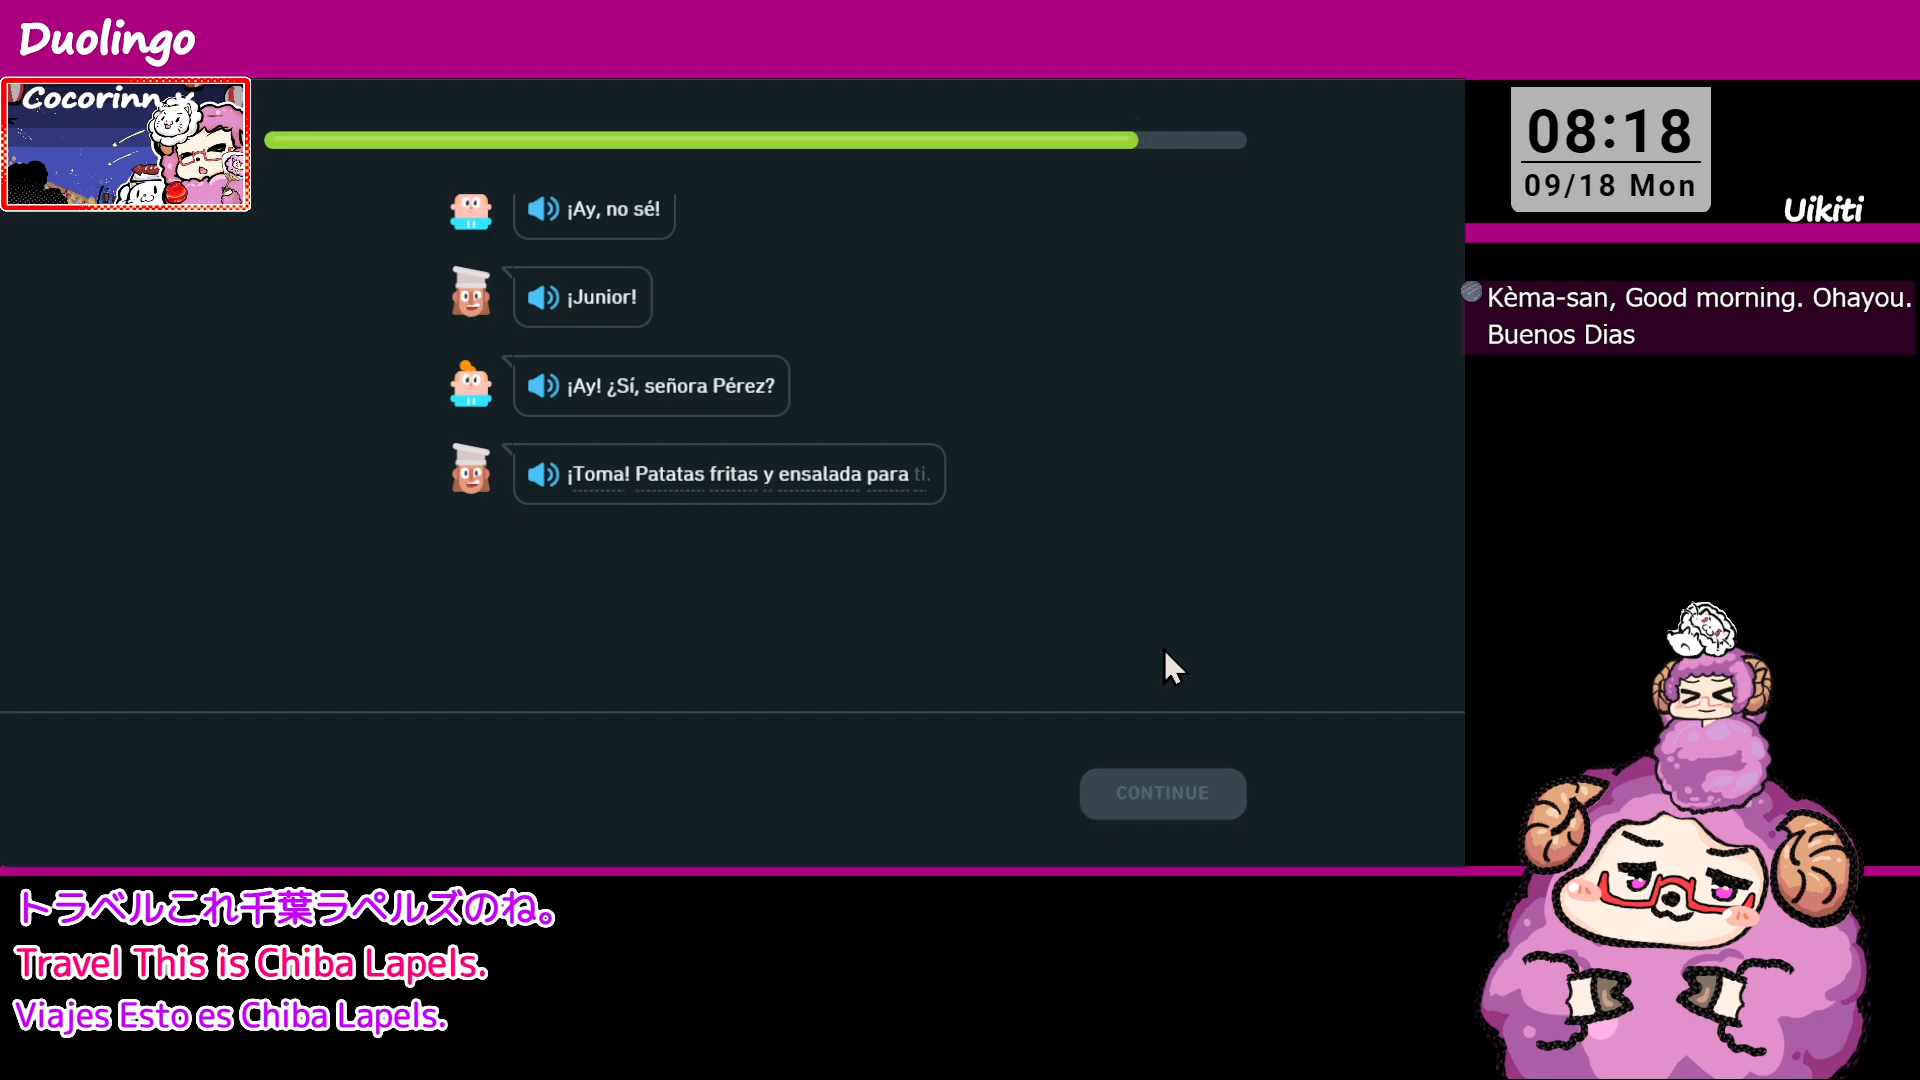 Duolingo
Cocorinn
08:18
09/18 Mon
Uikiti
¡Ay, no sé!
¡Junior!
¡Ay! ¿Sí, señora Pérez?
¡Toma! Patatas fritas y ensalada para ti.
CONTINUE
Kèma-san, Good morning. Ohayou.
Buenos Dias
トラベルこれ千葉ラペルズのね。
Travel This is Chiba Lapels.
Viajes Esto es Chiba Lapels.